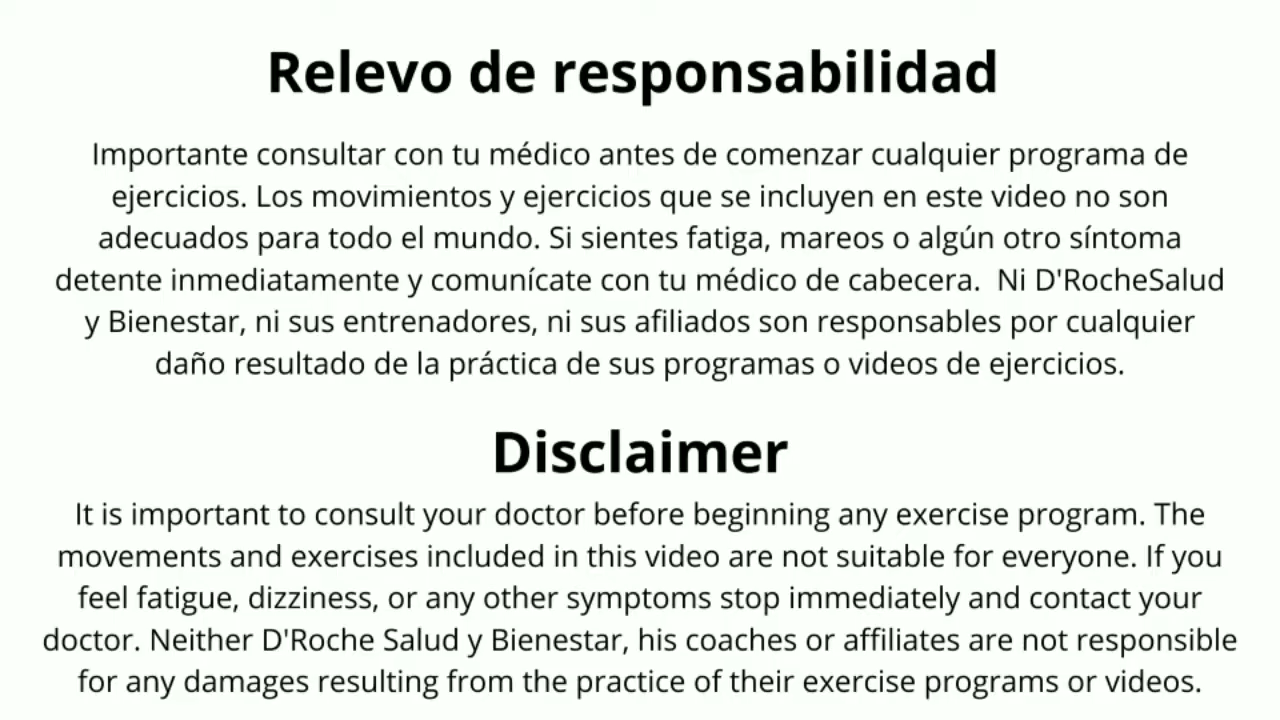 Relevo de responsabilidad
Importante consultar con tu médico antes de comenzar cualquier programa de
ejercicios. Los movimientos y ejercicios que se incluyen en este video no son
adecuados para todo el mundo. Si sientes fatiga, mareos o algún otro síntoma
detente inmediatamente y comunícate con tu médico de cabecera.  Ni D'RocheSalud
y Bienestar, ni sus entrenadores, ni sus afiliados son responsables por cualquier
daño resultado de la práctica de sus programas o videos de ejercicios.
Disclaimer
It is important to consult your doctor before beginning any exercise program. The
movements and exercises included in this video are not suitable for everyone. If you
feel fatigue, dizziness, or any other symptoms stop immediately and contact your
doctor. Neither D'Roche Salud y Bienestar, his coaches or affiliates are not responsible
for any damages resulting from the practice of their exercise programs or videos.